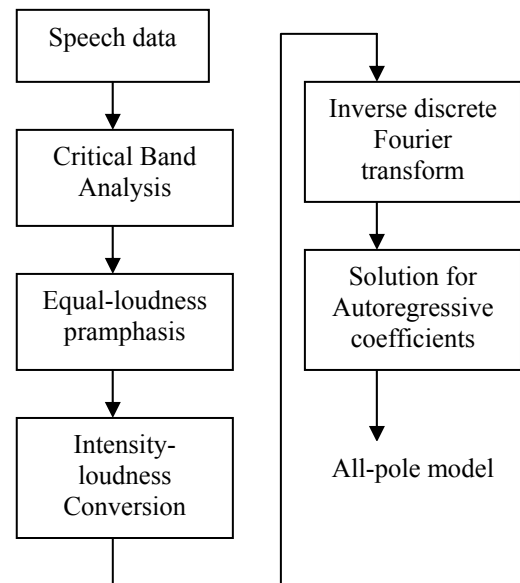 Speech data
Critical Band
Analysis
Equal-loudness
pramphasis
Intensity-
loudness
Conversion
Inverse discrete
Fourier
transform
Solution for
Autoregressive
coefficients
All-pole model